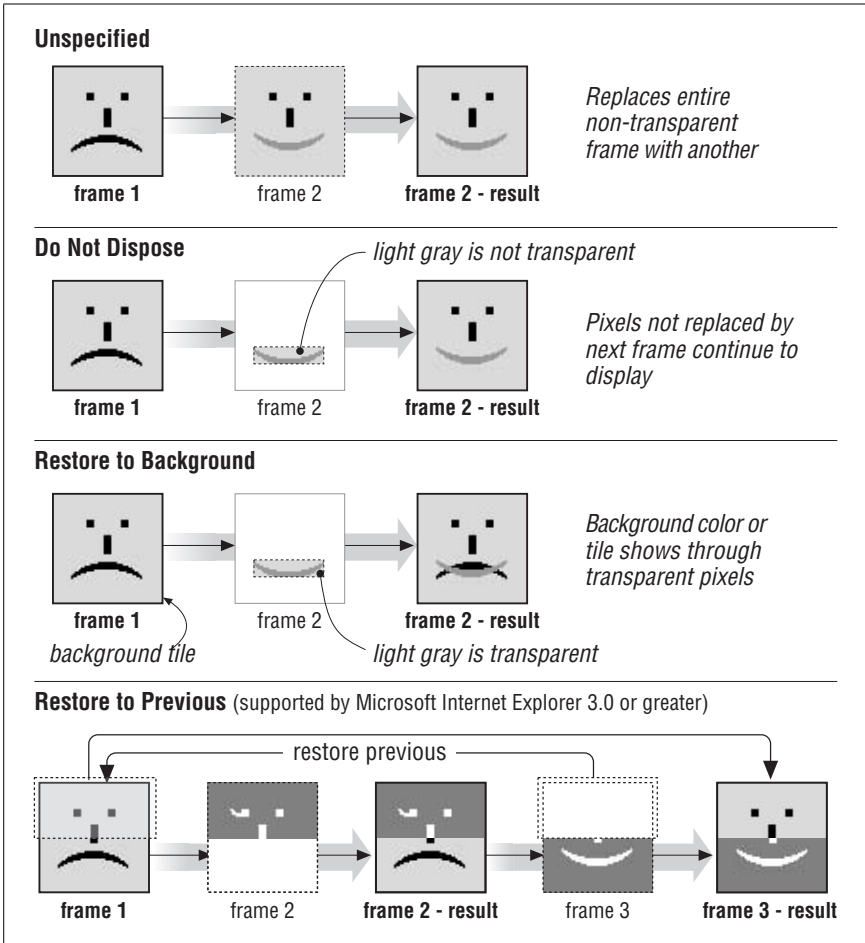 Unspecified
Replaces entire
non-transparent
frame with another
frame 1
frame 2
frame 2 - result
Do Not Dispose
light gray is not transparent
Pixels not replaced by
next frame continue to
display
frame 1
frame 2
frame 2 - result
Restore to Background
Background color or
tile shows through
transparent pixels
frame 1
frame 2
frame 2 - result
background tile
light gray is transparent
Restore to Previous (supported by Microsoft Internet Explorer 3.0 or greater)
restore previous
frame 1
frame 2
frame 2 - result
frame 3
frame 3 - result